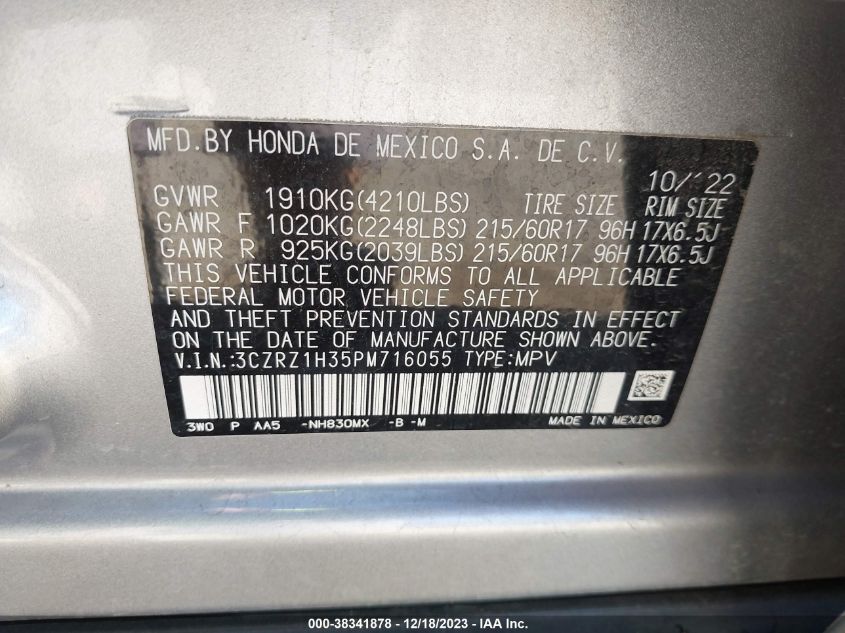 MFD.BY HONDA DE MEXICO S.A. DE C.V.
10/'22
GVWR 1910KG(4210LBS) TIRE SIZE RIM SIZE
GAWR F 1020KG(2248LBS) 215/60R17 96H 17X6.5J
GAWR R 925KG(2039LBS) 215/60R17 96H 17X6.5J
THIS VEHICLE CONFORMS TO ALL APPLICABLE
FEDERAL MOTOR VEHICLE SAFETY
AND THEFT PREVENTION STANDARDS IN EFFECT
ON THE DATE OF MANUFACTURE SHOWN ABOVE.
V.I.N.:3CZRZ1H35PM716055 TYPE:MPV
3W0 P AA5 -NH830MX -B -M MADE IN MEXICO
000-38341878 - 12/18/2023 - IAA Inc.